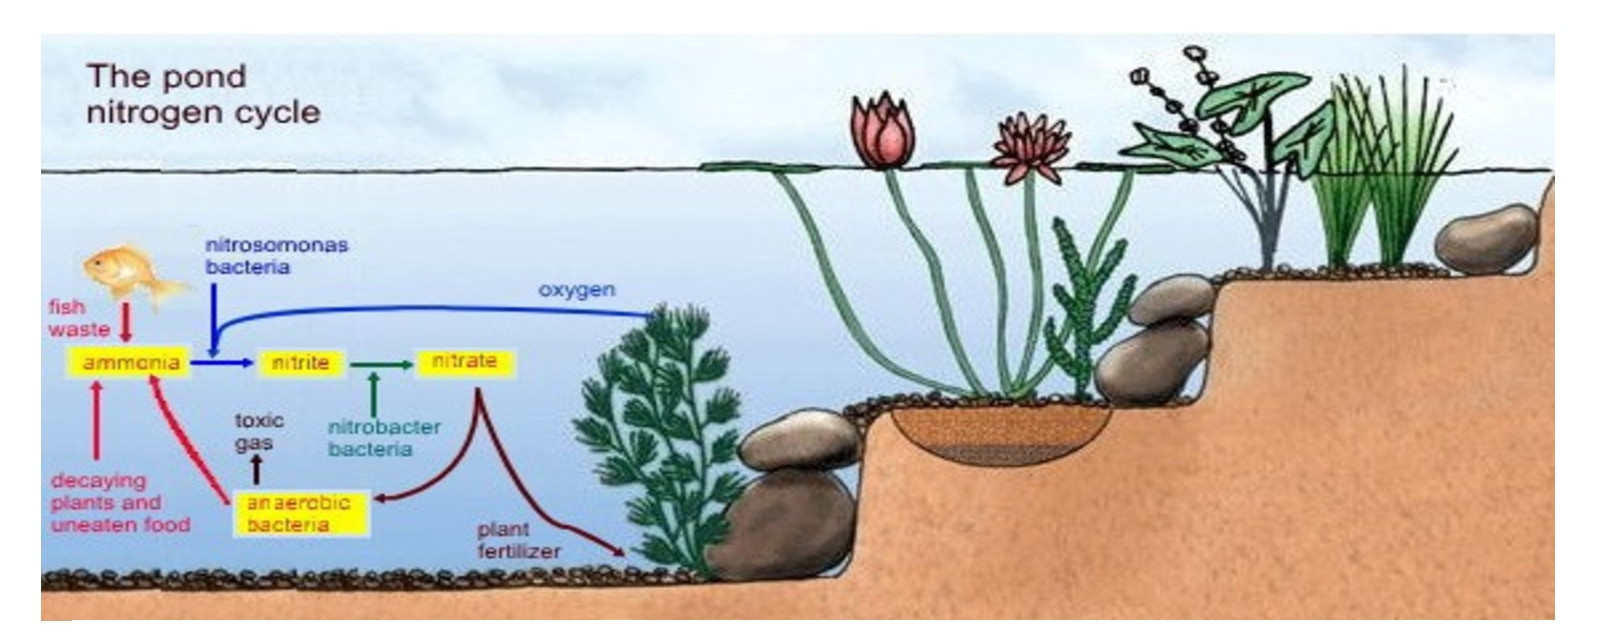 The pond
nitrogen cycle
nitrosomonas
bacteria
oxygen
fish
waste
ammonia
nitrite
nitrate
toxic
gas
nitrobacter
bacteria
decaying
plants and
uneaten food
anaerobic
bacteria
plant
fertilizer